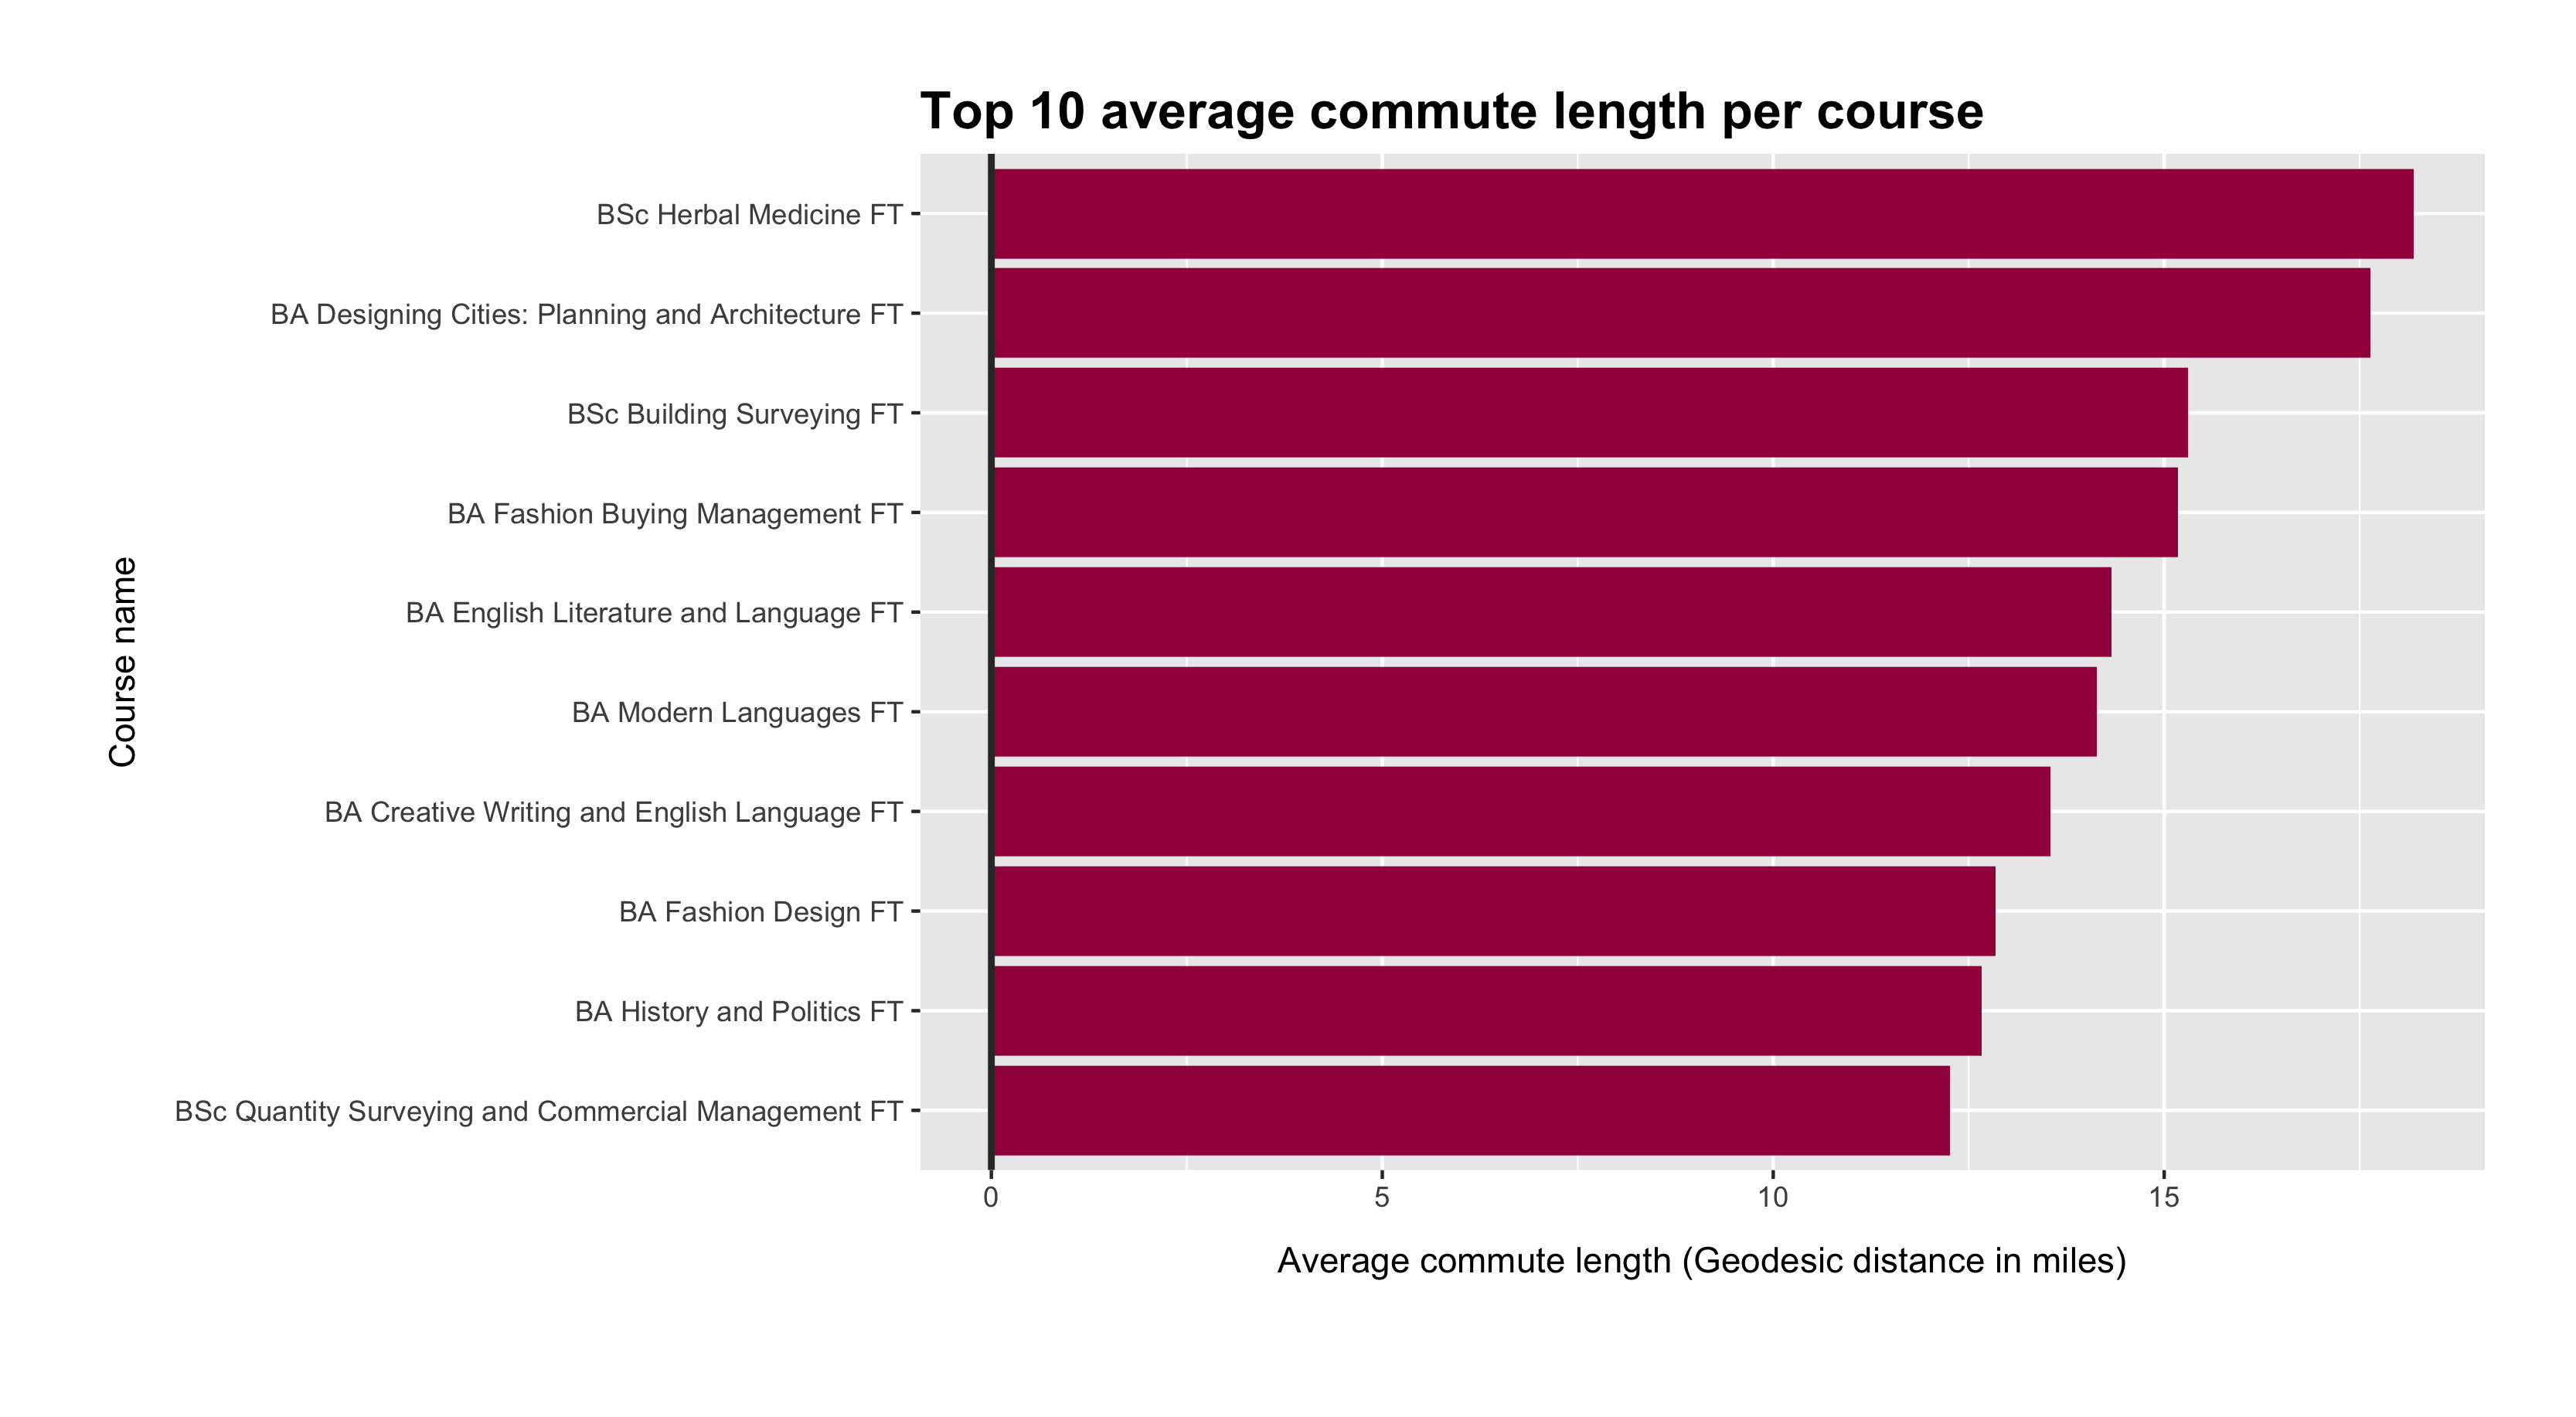 Top 10 average commute length per course
BSc Herbal Medicine FT
BA Designing Cities: Planning and Architecture FT
BSc Building Surveying FT
BA Fashion Buying Management FT
BA English Literature and Language FT
BA Modern Languages FT
BA Creative Writing and English Language FT
BA Fashion Design FT
BA History and Politics FT
BSc Quantity Surveying and Commercial Management FT
Course name
0 5 10 15
Average commute length (Geodesic distance in miles)